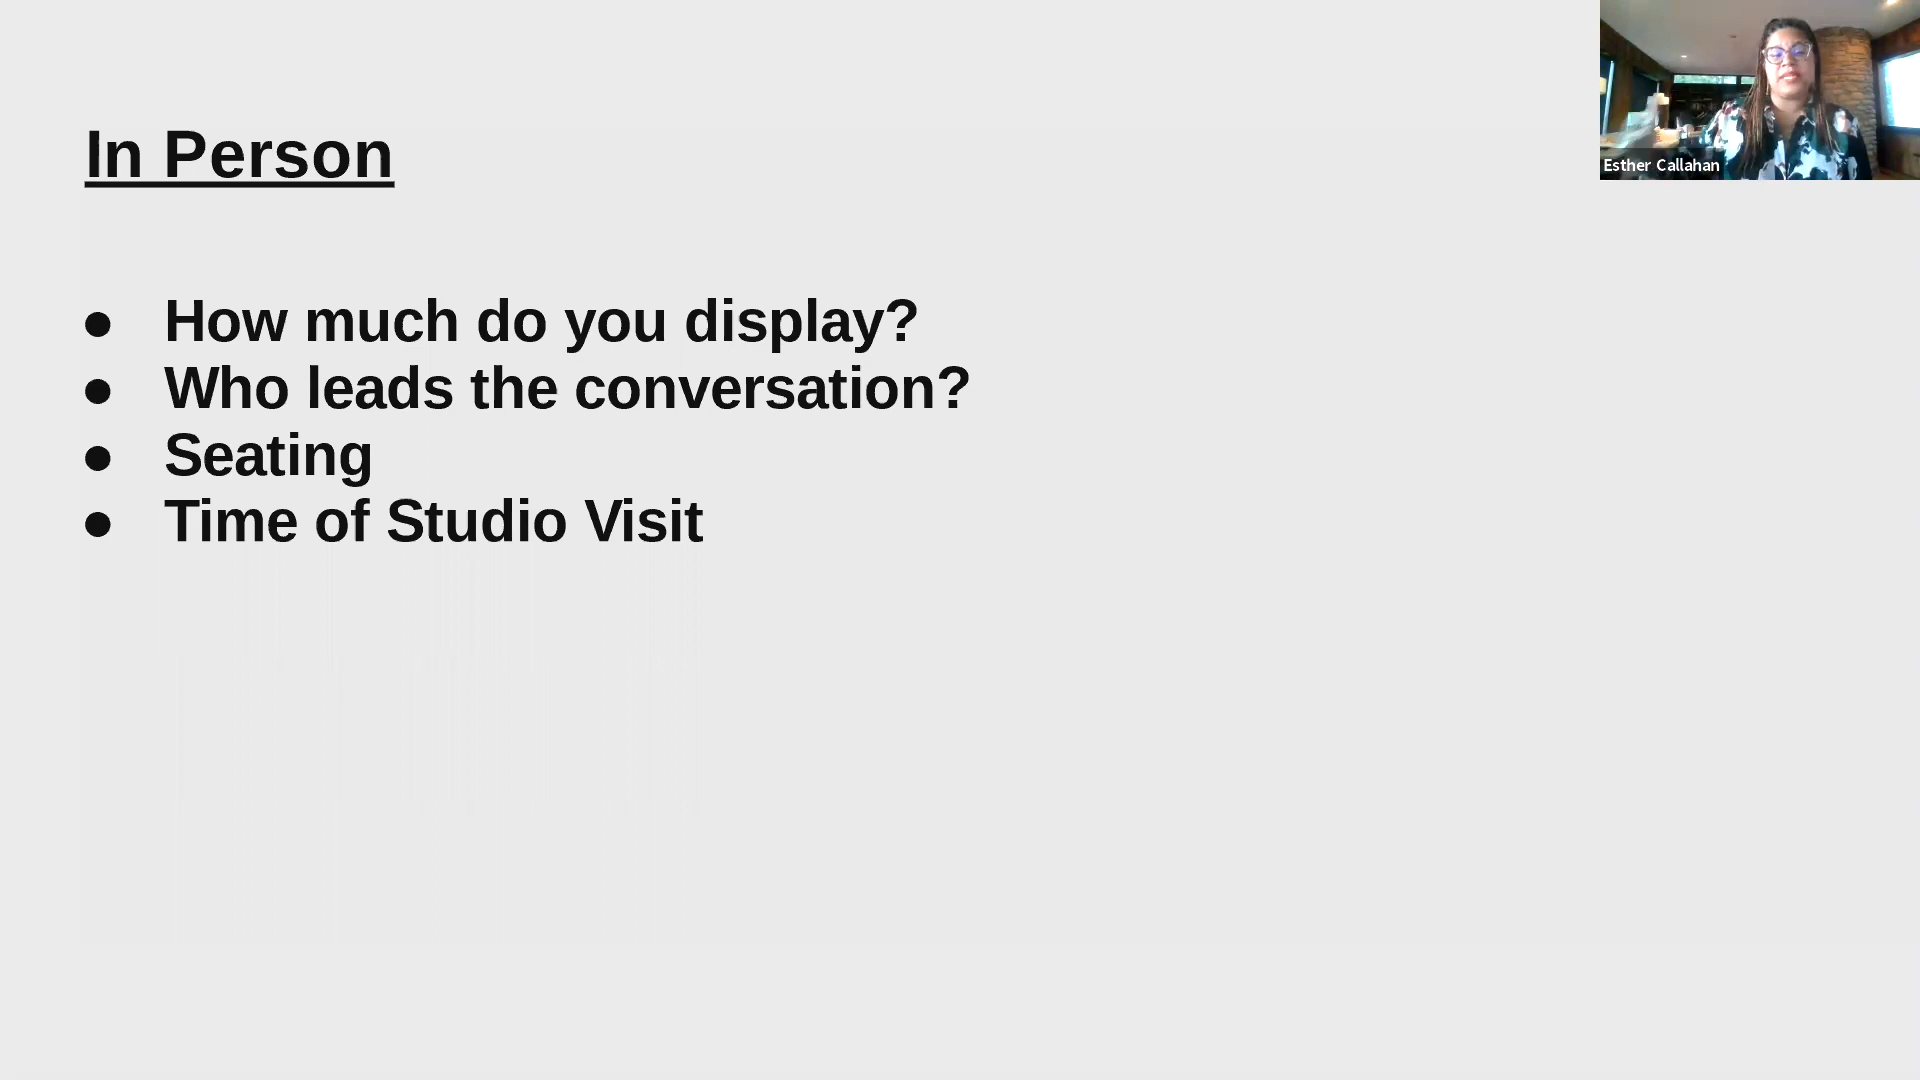 In Person
● How much do you display?
● Who leads the conversation?
● Seating
● Time of Studio Visit
Esther Callahan